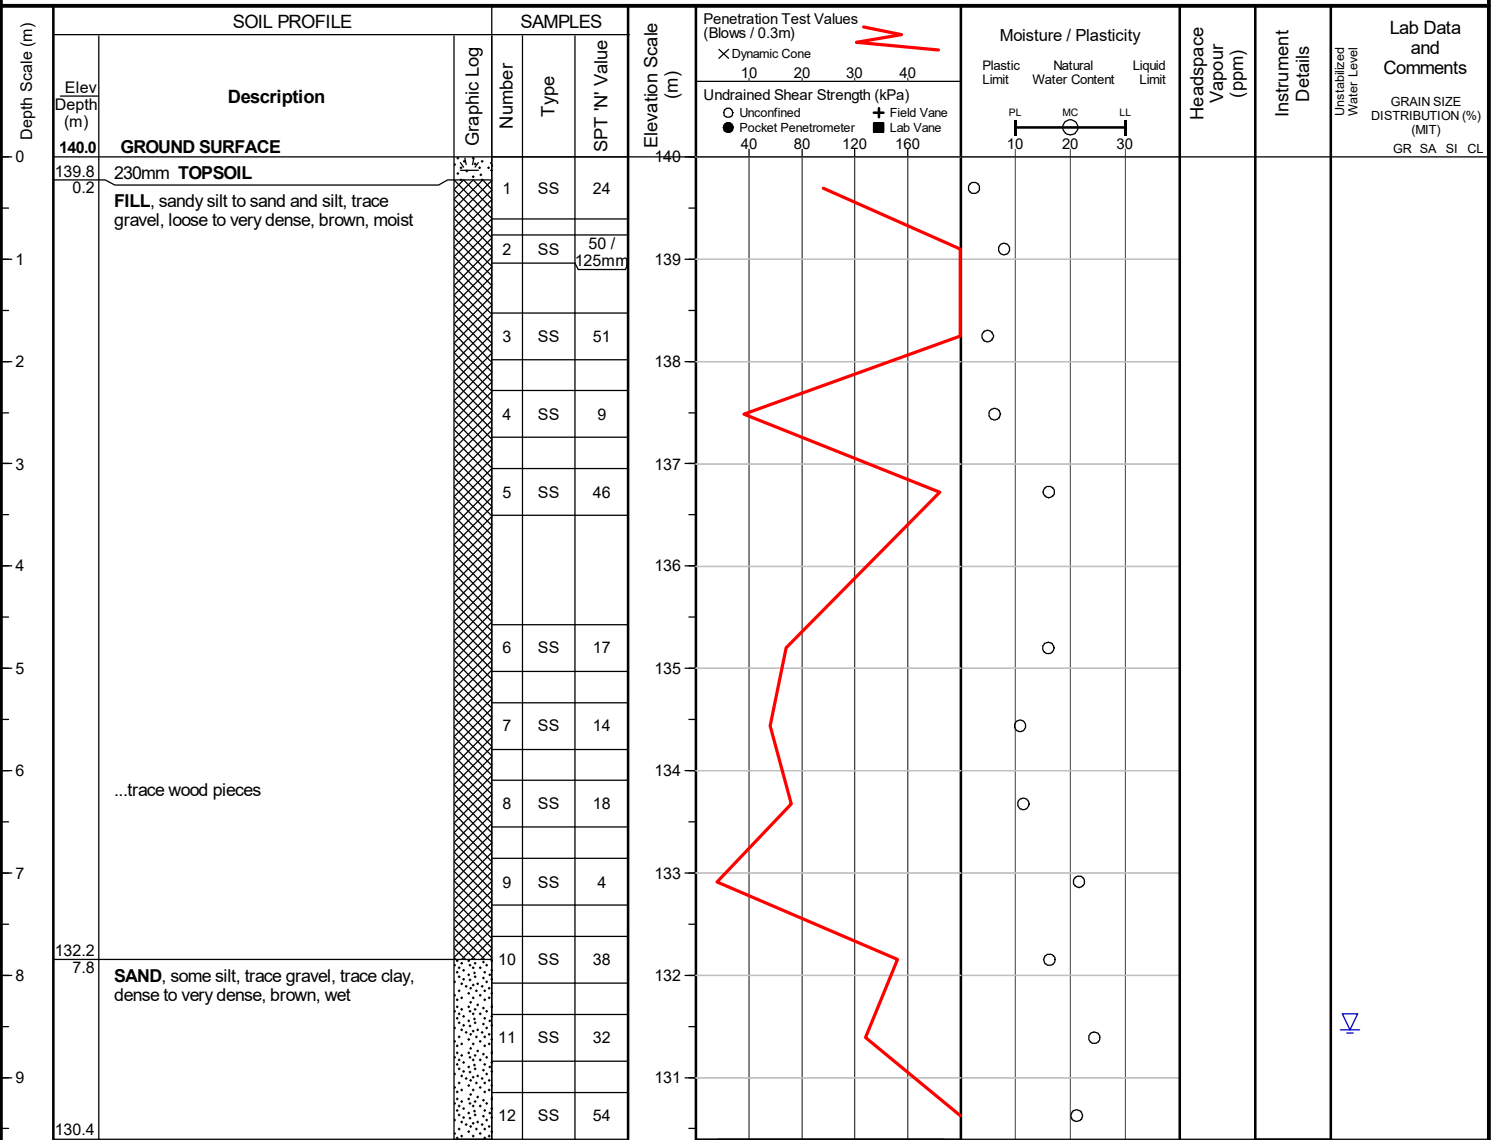 SOIL PROFILE
SAMPLES
Depth Scale (m)
Elev
Depth
(m)
140.0
Description
GROUND SURFACE
Graphic Log
Number
Type
SPT 'N' Value
Elevation Scale
(m)
Penetration Test Values
(Blows / 0.3m)
Dynamic Cone
10 20 30 40
Undrained Shear Strength (kPa)
Unconfined
Field Vane
Pocket Penetrometer
Lab Vane
40 80 120 160
Moisture / Plasticity
Plastic
Limit
Natural
Water Content
Liquid
Limit
PL MC LL
10 20 30
Headspace
Vapour
(ppm)
Instrument
Details
Unstabilized
Water Level
Lab Data
and
Comments
GRAIN SIZE
DISTRIBUTION (%)
(MIT)
GR SA SI CL
0
140
139.8
230mm TOPSOIL
0.2
FILL, sandy silt to sand and silt, trace
gravel, loose to very dense, brown, moist
1 SS 24
2 SS 50 /
125mm
1
139
3 SS 51
2
138
4 SS 9
3
137
5 SS 46
4
136
6 SS 17
5
135
7 SS 14
6
134
...trace wood pieces
8 SS 18
7
133
9 SS 4
132.2
7.8
10 SS 38
SAND, some silt, trace gravel, trace clay,
dense to very dense, brown, wet
8
132
11 SS 32
9
131
12 SS 54
130.4